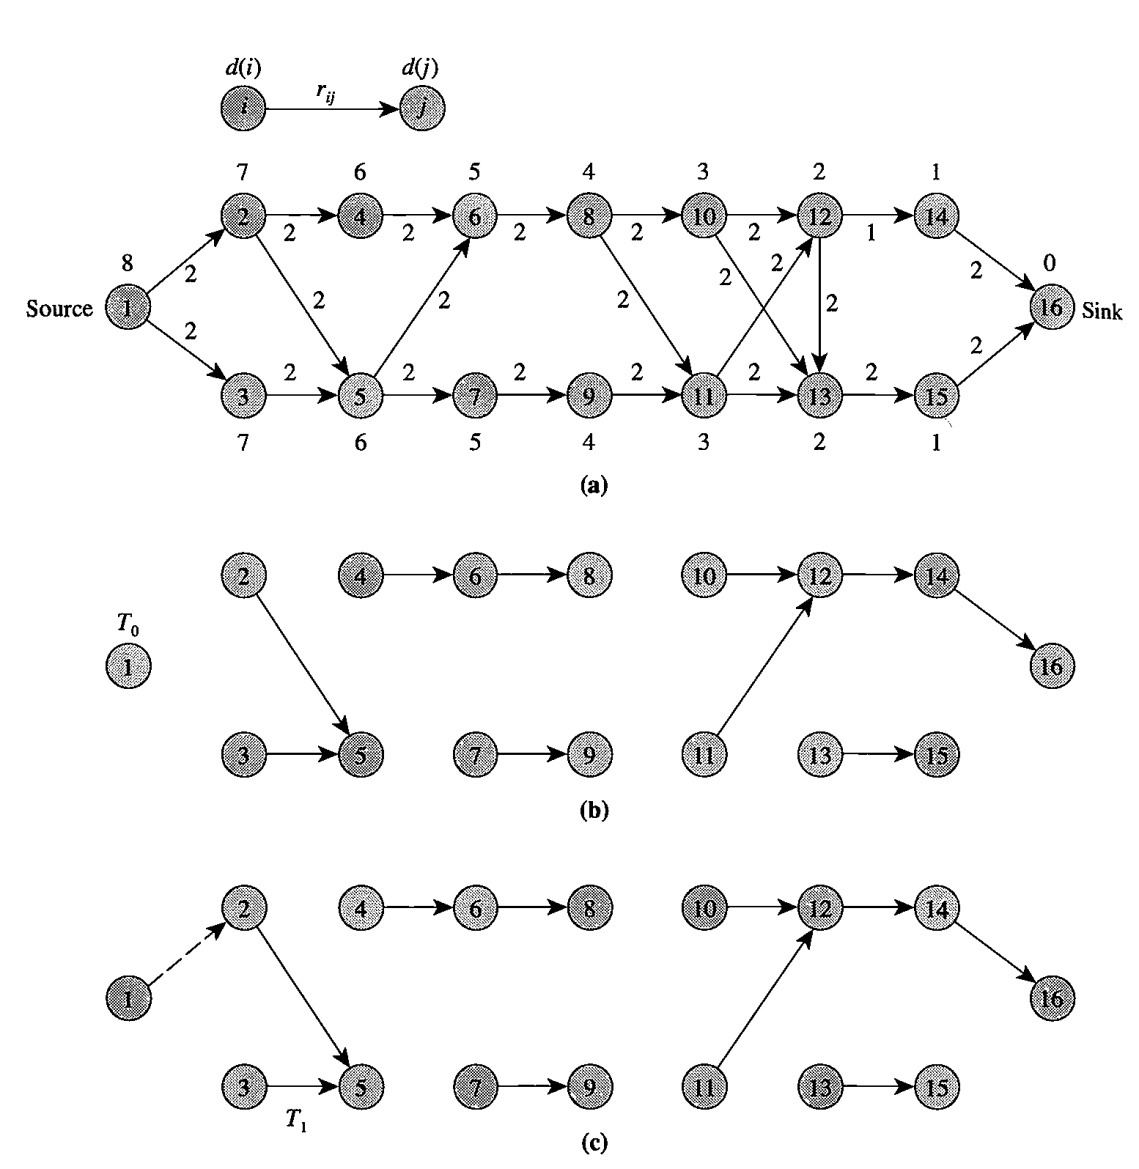 d(i) d(j)
i r_ij j
7 6 5 4 3 2 1
2 2 4 2 6 2 8 2 10 2 12 1 14
8 0
2 2 2 2 2 2 2 2
Source 1 16 Sink
2 2
3 2 5 2 7 2 9 2 11 2 13 2 15
7 6 5 4 3 2 1
(a)
2 4 6 8 10 12 14
T_0
1 16
3 5 7 9 11 13 15
(b)
2 4 6 8 10 12 14
1 16
3 5 7 9 11 13 15
T_1
(c)